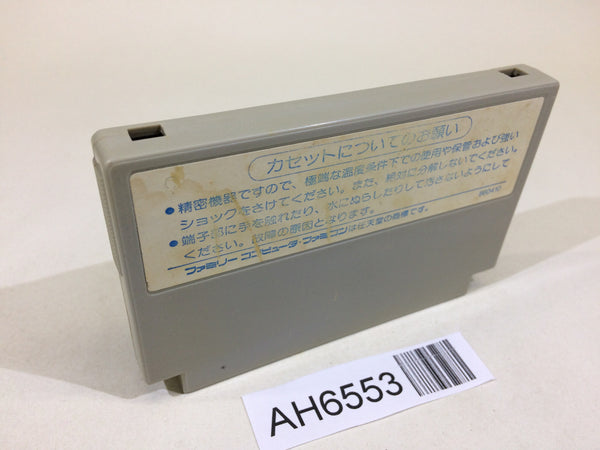 カセットについてのお願い
●精密機器ですので、極端な温度条件下での使用や保管および強い
ショックをさけてください。また、絶対に分解しないでください。
●端子部に手を触れたり、水にぬらしたりして汚さないようにして
ください。故障の原因となります。
ファミリーコンピュータ・ファミコンは任天堂の商標です。
AH6553